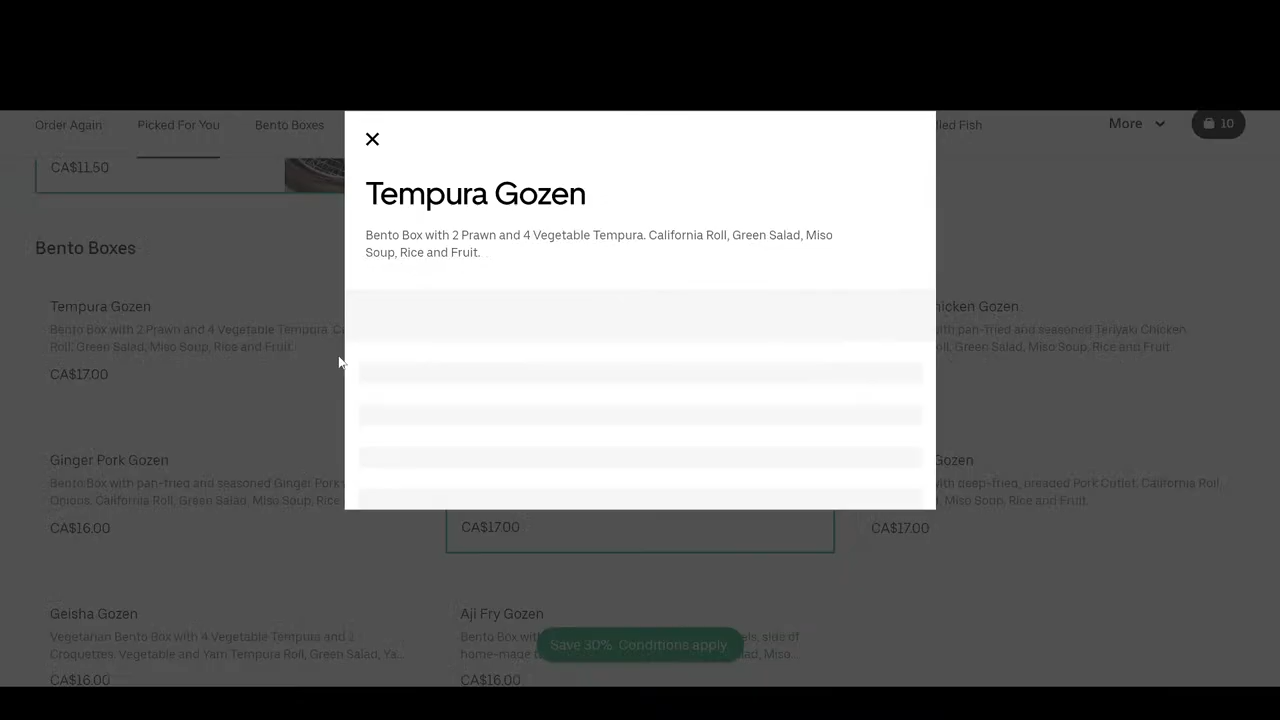 Order Again
Picked For You
Bento Boxes
lled Fish
More
10
CA$11.50
Tempura Gozen
Bento Box with 2 Prawn and 4 Vegetable Tempura. California Roll, Green Salad, Miso
Soup, Rice and Fruit.
Bento Boxes
Tempura Gozen
Bento Box with 2 Prawn and 4 Vegetable Tempura. Ca
Roll, Green Salad, Miso Soup, Rice and Fruit.
CA$17.00
hicken Gozen
with pan-fried and seasoned Teriyaki Chicken.
oll, Green Salad, Miso Soup, Rice and Fruit.
Ginger Pork Gozen
Bento Box with pan-fried and seasoned Ginger Pork
Onions. California Roll, Green Salad, Miso Soup, Rice
CA$16.00
CA$17.00
Gozen
with deep-fried, breaded Pork Cutlet. California Roll,
, Miso Soup, Rice and Fruit.
CA$17.00
Geisha Gozen
Vegetarian Bento Box with 4 Vegetable Tempura and 2
Croquettes. Vegetable and Yam Tempura Roll, Green Salad, Ya...
CA$16.00
Aji Fry Gozen
Bento Box with els, side of
home-made lad, Miso...
CA$16.00
Save 30%. Conditions apply